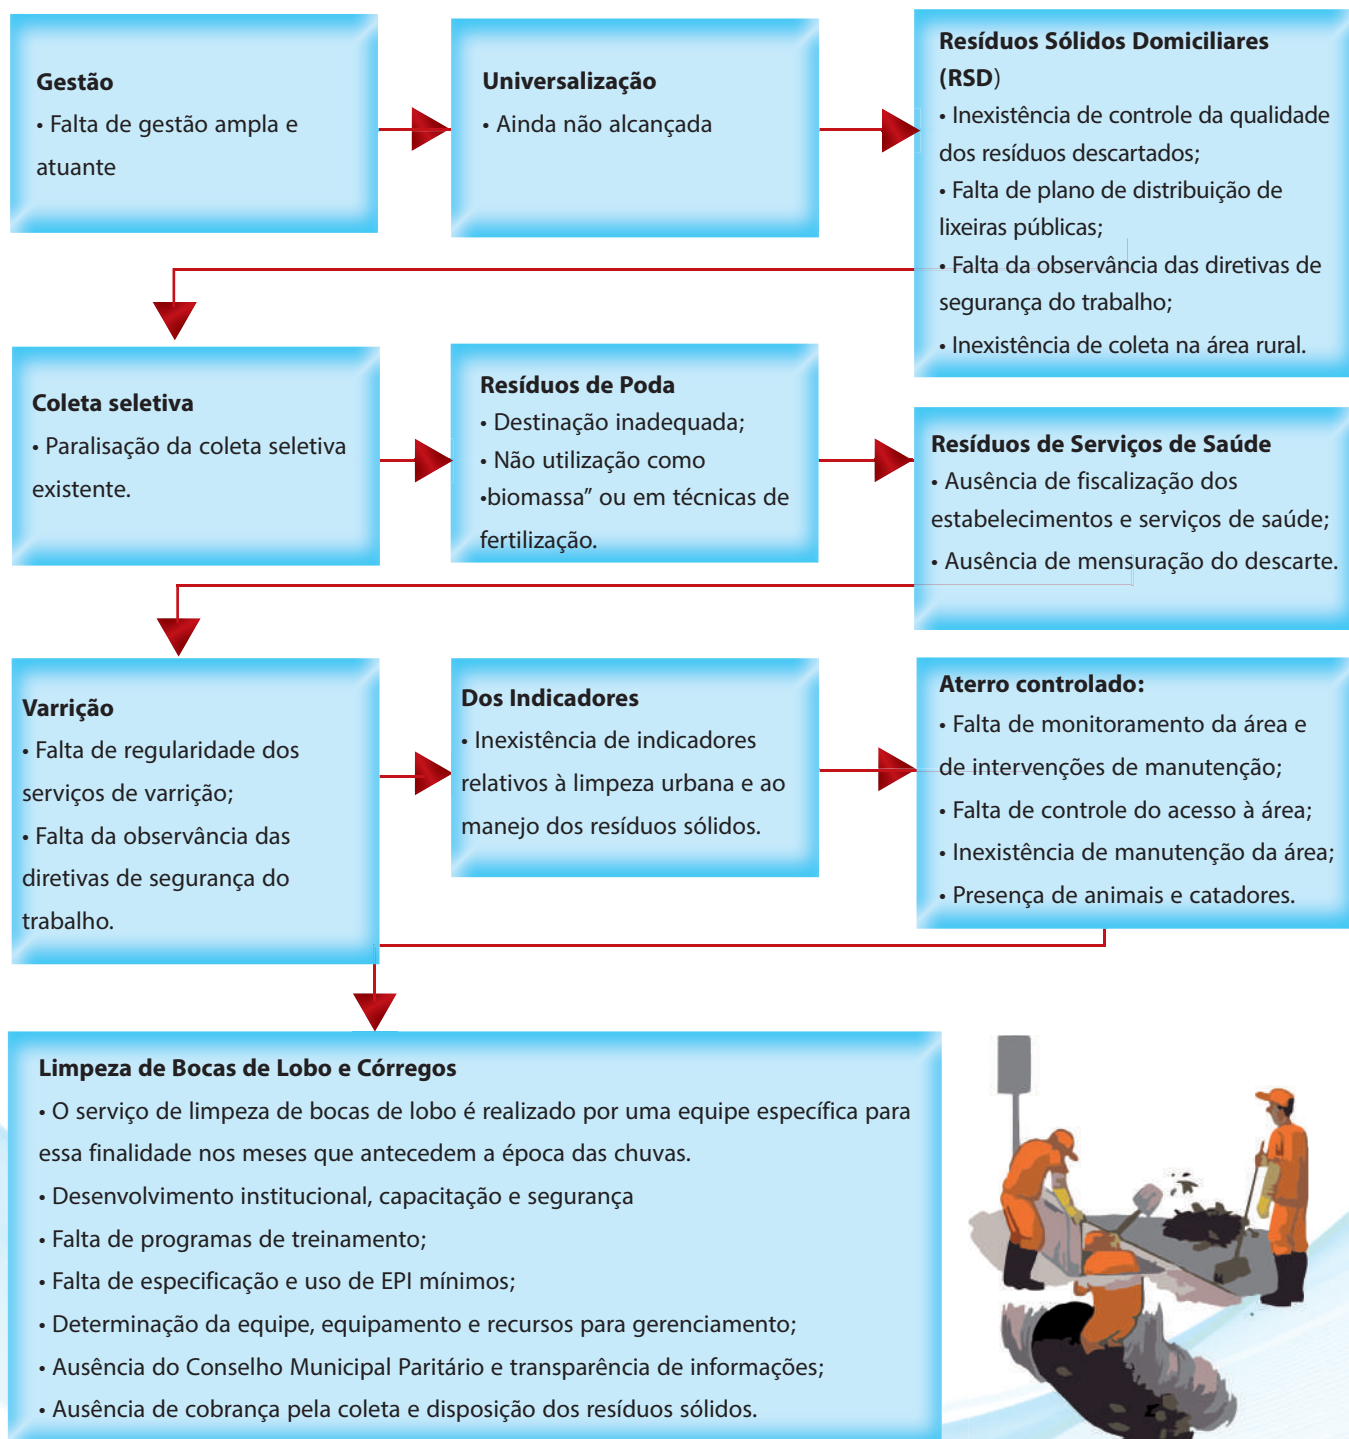 Gestão
• Falta de gestão ampla e
atuante
Universalização
• Ainda não alcançada
Resíduos Sólidos Domiciliares
(RSD)
• Inexistência de controle da qualidade
dos resíduos descartados;
• Falta de plano de distribuição de
lixeiras públicas;
• Falta da observância das diretivas de
segurança do trabalho;
• Inexistência de coleta na área rural.
Coleta seletiva
• Paralisação da coleta seletiva
existente.
Resíduos de Poda
• Destinação inadequada;
• Não utilização como
•biomassa” ou em técnicas de
fertilização.
Resíduos de Serviços de Saúde
• Ausência de fiscalização dos
estabelecimentos e serviços de saúde;
• Ausência de mensuração do descarte.
Varrição
• Falta de regularidade dos
serviços de varrição;
• Falta da observância das
diretivas de segurança do
trabalho.
Dos Indicadores
• Inexistência de indicadores
relativos à limpeza urbana e ao
manejo dos resíduos sólidos.
Aterro controlado:
• Falta de monitoramento da área e
de intervenções de manutenção;
• Falta de controle do acesso à área;
• Inexistência de manutenção da área;
• Presença de animais e catadores.
Limpeza de Bocas de Lobo e Córregos
• O serviço de limpeza de bocas de lobo é realizado por uma equipe específica para
essa finalidade nos meses que antecedem a época das chuvas.
• Desenvolvimento institucional, capacitação e segurança
• Falta de programas de treinamento;
• Falta de especificação e uso de EPI mínimos;
• Determinação da equipe, equipamento e recursos para gerenciamento;
• Ausência do Conselho Municipal Paritário e transparência de informações;
• Ausência de cobrança pela coleta e disposição dos resíduos sólidos.